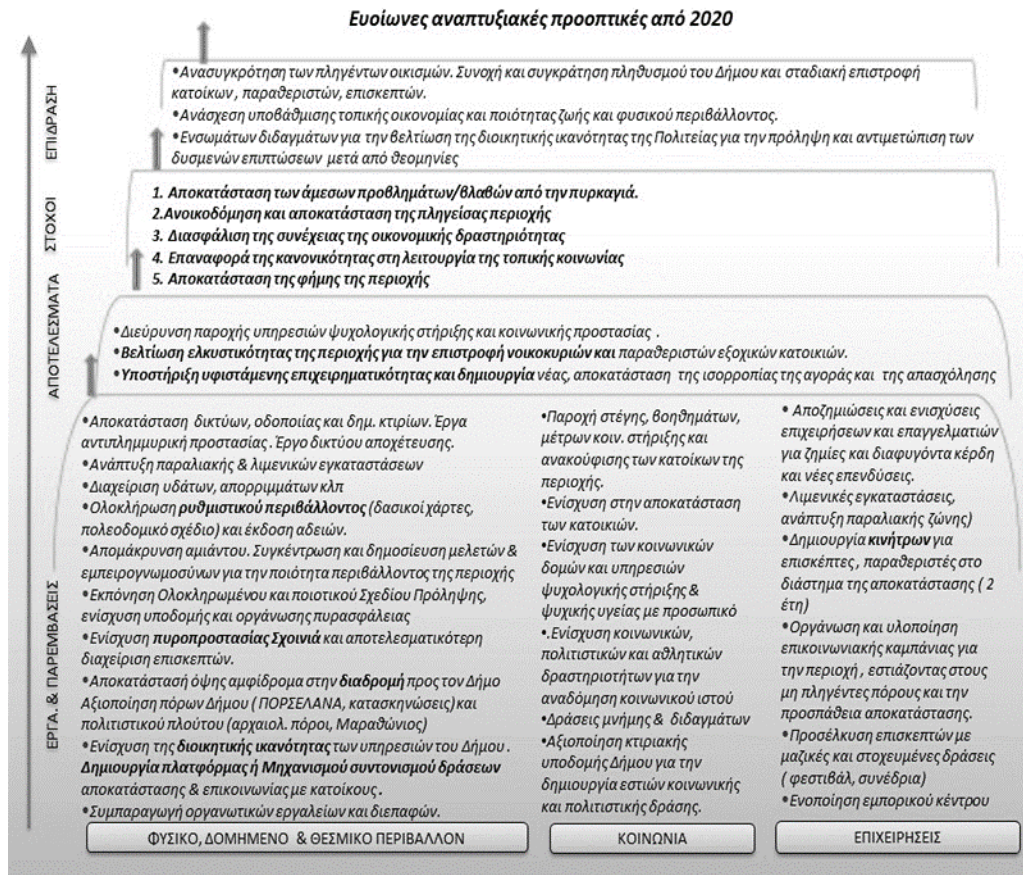 Ευοίωνες αναπτυξιακές προοπτικές από 2020
ΕΠΙΔΡΑΣΗ
•Ανασυγκρότηση των πληγέντων οικισμών. Συνοχή και συγκράτηση πληθυσμού του Δήμου και σταδιακή επιστροφή
κατοίκων , παραθεριστών, επισκεπτών.
•Ανάσχεση υποβάθμισης τοπικής οικονομίας και ποιότητας ζωής και φυσικού περιβάλλοντος.
•Ενσωμάτων διδαγμάτων για την βελτίωση της διοικητικής ικανότητας της Πολιτείας για την πρόληψη και αντιμετώπιση των
δυσμενών επιπτώσεων μετά από θεομηνίες
ΣΤΟΧΟΙ
1. Αποκατάσταση των άμεσων προβλημάτων/βλαβών από την πυρκαγιά.
2.Ανοικοδόμηση και αποκατάσταση της πληγείσας περιοχής
3. Διασφάλιση της συνέχειας της οικονομικής δραστηριότητας
4. Επαναφορά της κανονικότητας στη λειτουργία της τοπικής κοινωνίας
5. Αποκατάσταση της φήμης της περιοχής
ΑΠΟΤΕΛΕΣΜΑΤΑ
•Διεύρυνση παροχής υπηρεσιών ψυχολογικής στήριξης και κοινωνικής προστασίας .
•Βελτίωση ελκυστικότητας της περιοχής για την επιστροφή νοικοκυριών και παραθεριστών εξοχικών κατοικιών.
•Υποστήριξη υφιστάμενης επιχειρηματικότητας και δημιουργία νέας, αποκατάσταση της ισορροπίας της αγοράς και της απασχόλησης
ΕΡΓΑ. & ΠΑΡΕΜΒΑΣΕΙΣ
•Αποκατάσταση δικτύων, οδοποιίας και δημ. κτιρίων. Έργα
αντιπλημμυρική προστασίας . Έργο δικτύου αποχέτευσης.
•Ανάπτυξη παραλιακής & λιμενικών εγκαταστάσεων
•Διαχείριση υδάτων, απορριμμάτων κλπ
•Ολοκλήρωση ρυθμιστικού περιβάλλοντος (δασικοί χάρτες,
πολεοδομικό σχέδιο) και έκδοση αδειών.
•Απομάκρυνση αμιάντου. Συγκέντρωση και δημοσίευση μελετών &
εμπειρογνωμοσύνων για την ποιότητα περιβάλλοντος της περιοχής
•Εκπόνηση Ολοκληρωμένου και ποιοτικού Σχεδίου Πρόληψης,
ενίσχυση υποδομής και οργάνωσης πυρασφάλειας
•Ενίσχυση πυροπροστασίας Σχοινιά και αποτελεσματικότερη
διαχείριση επισκεπτών.
•Αποκατάστασή όψης αμφίδρομα στην διαδρομή προς τον Δήμο
Αξιοποίηση πόρων Δήμου ( ΠΟΡΣΕΛΑΝΑ, κατασκηνώσεις) και
πολιτιστικού πλούτου (αρχαιολ. πόροι, Μαραθώνιος)
•Ενίσχυση της διοικητικής ικανότητας των υπηρεσιών του Δήμου .
Δημιουργία πλατφόρμας ή Μηχανισμού συντονισμού δράσεων
αποκατάστασης & επικοινωνίας με κατοίκους .
•Συμπαραγωγή οργανωτικών εργαλείων και διεπαφών.
ΦΥΣΙΚΟ, ΔΟΜΗΜΕΝΟ & ΘΕΣΜΙΚΟ ΠΕΡΙΒΑΛΛΟΝ
•Παροχή στέγης, βοηθημάτων,
μέτρων κοιν. στήριξης και
ανακούφισης των κατοίκων της
περιοχής.
•Ενίσχυση στην αποκατάσταση
των κατοικιών.
•Ενίσχυση των κοινωνικών
δομών και υπηρεσιών
ψυχολογικής στήριξης &
ψυχικής υγείας με προσωπικό
•.Ενίσχυση κοινωνικών,
πολιτιστικών και αθλητικών
δραστηριοτήτων για την
αναδόμηση κοινωνικού ιστού
•Δράσεις μνήμης & διδαγμάτων
•Αξιοποίηση κτιριακής
υποδομής Δήμου για την
δημιουργία εστιών κοινωνικής
και πολιτιστικής δράσης.
ΚΟΙΝΩΝΙΑ
• Αποζημιώσεις και ενισχύσεις
επιχειρήσεων και επαγγελματιών
για ζημίες και διαφυγόντα κέρδη
και νέες επενδύσεις.
•Λιμενικές εγκαταστάσεις,
ανάπτυξη παραλιακής ζώνης)
•Δημιουργία κινήτρων για
επισκέπτες , παραθεριστές στο
διάστημα της αποκατάστασης ( 2
έτη)
•Οργάνωση και υλοποίηση
επικοινωνιακής καμπάνιας για
την περιοχή , εστιάζοντας στους
μη πληγέντες πόρους και την
προσπάθεια αποκατάστασης.
•Προσέλκυση επισκεπτών με
μαζικές και στοχευμένες δράσεις
( φεστιβάλ, συνέδρια)
•Ενοποίηση εμπορικού κέντρου
ΕΠΙΧΕΙΡΗΣΕΙΣ